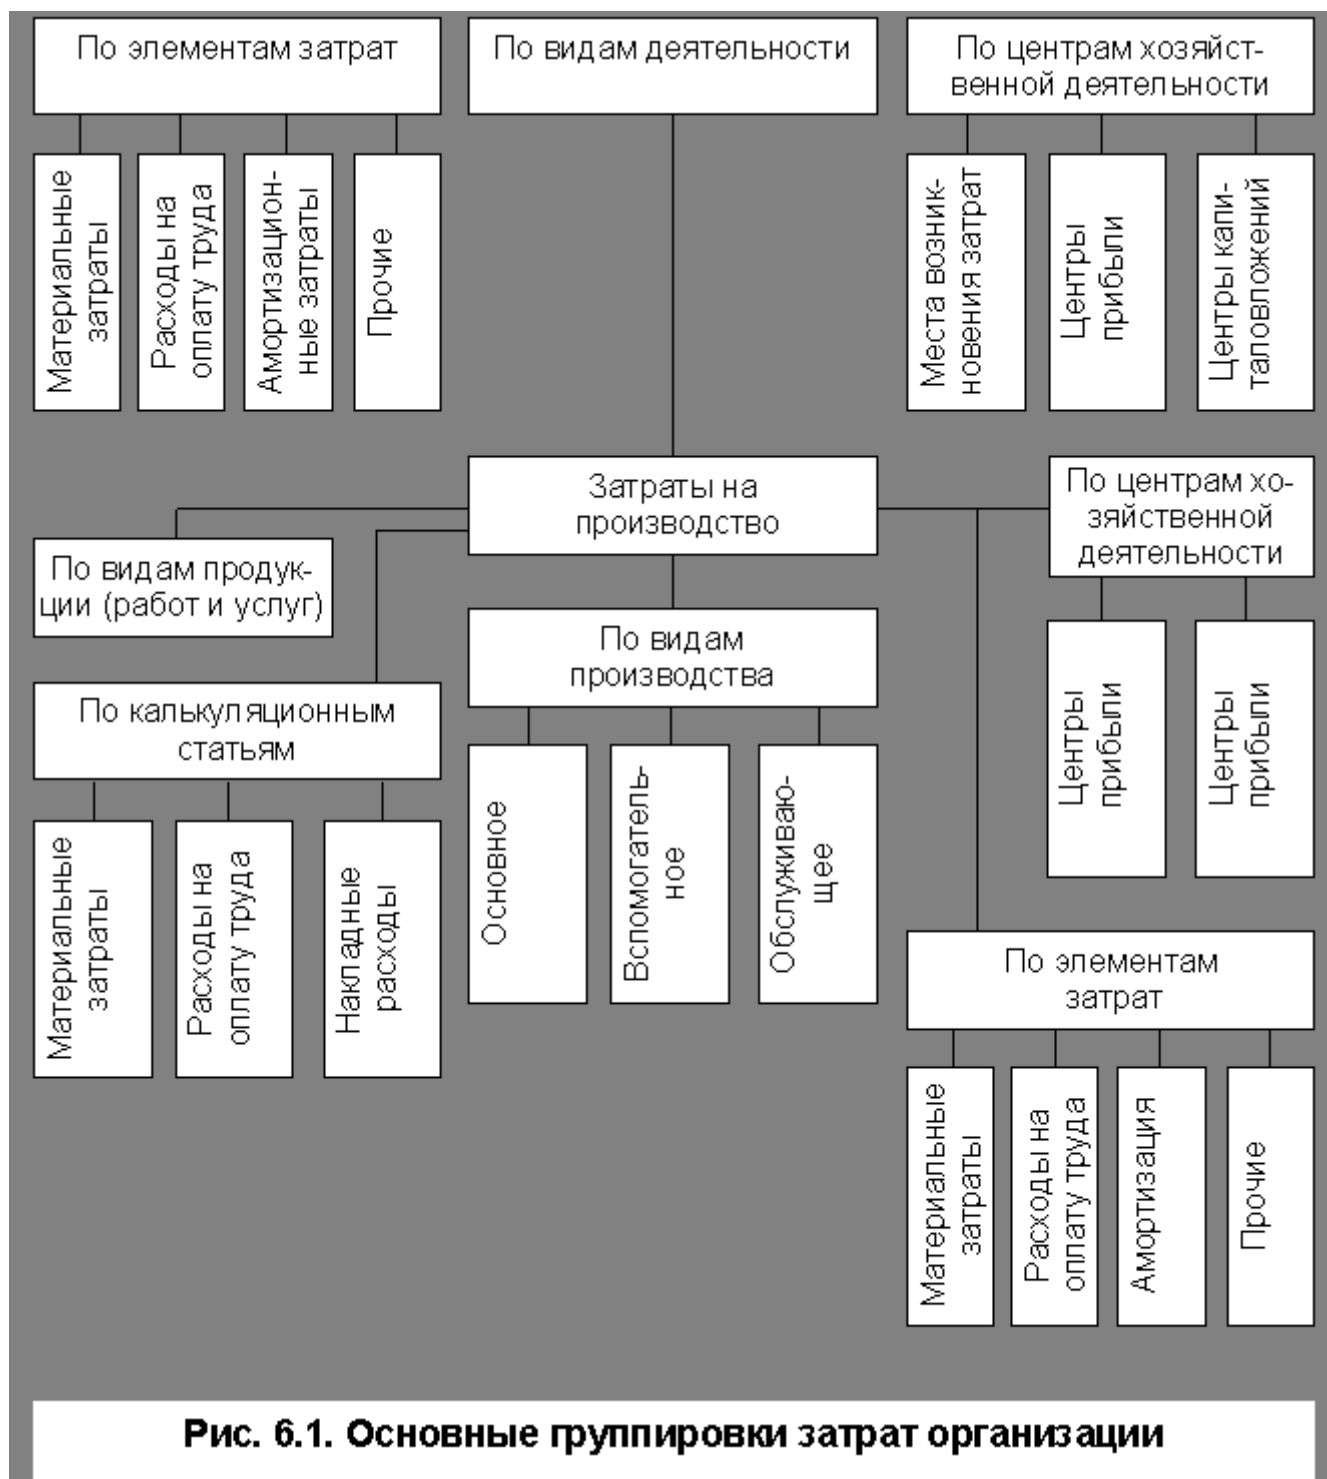 По элементам затрат
По видам деятельности
По центрам хозяйст-
венной деятельности
Материальные
затраты
Расходы на
оплату труда
Амортизацион-
ные затраты
Прочие
Места возник-
новения затрат
Центры
прибыли
Центры капи-
таловложений
Затраты на
производство
По центрам хо-
зяйственной
деятельности
По видам продук-
ции (работ и услуг)
По видам
производства
Центры
прибыли
Центры
прибыли
По калькуляционным
статьям
Основное
Вспомогатель-
ное
Обслуживаю-
щее
Материальные
затраты
Расходы на
оплату труда
Накладные
расходы
По элементам
затрат
Материальные
затраты
Расходы на
оплату труда
Амортизация
Прочие
Рис. 6.1. Основные группировки затрат организации